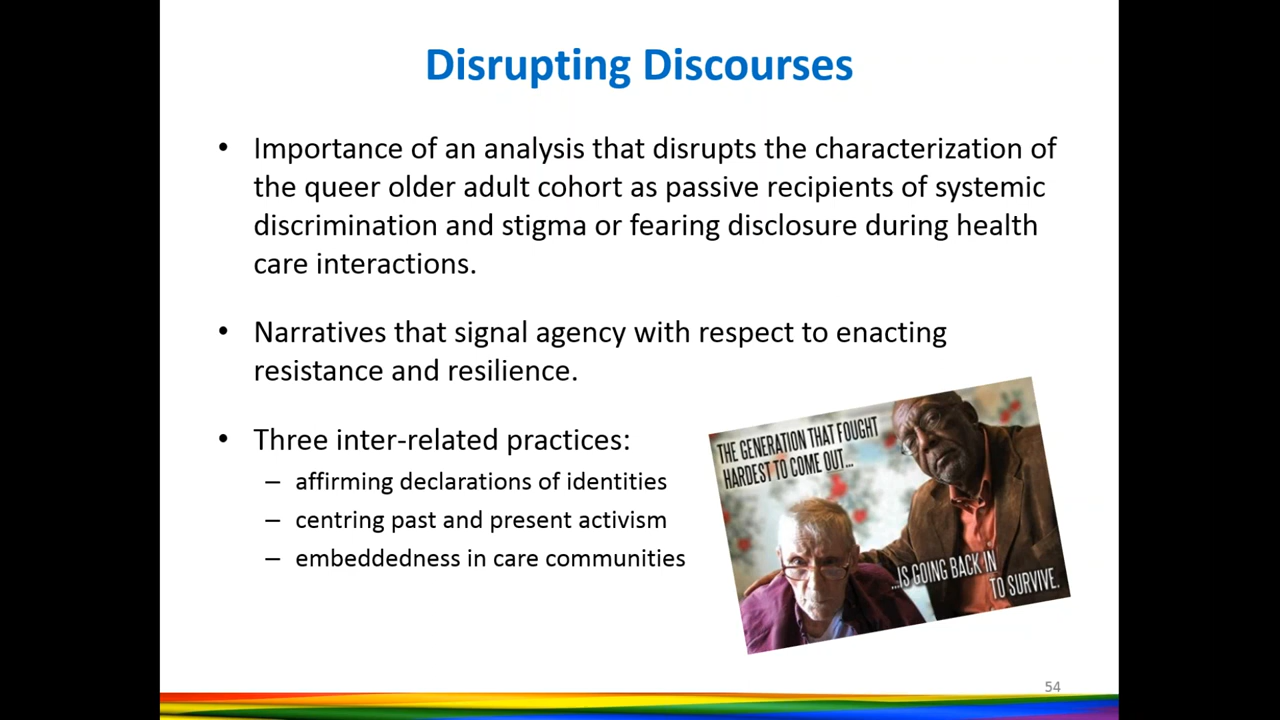 Disrupting Discourses
• Importance of an analysis that disrupts the characterization of
the queer older adult cohort as passive recipients of systemic
discrimination and stigma or fearing disclosure during health
care interactions.
• Narratives that signal agency with respect to enacting
resistance and resilience.
• Three inter-related practices:
– affirming declarations of identities
– centring past and present activism
– embeddedness in care communities
THE GENERATION THAT FOUGHT
HARDEST TO COME OUT...
...IS GOING BACK IN
TO SURVIVE.
54